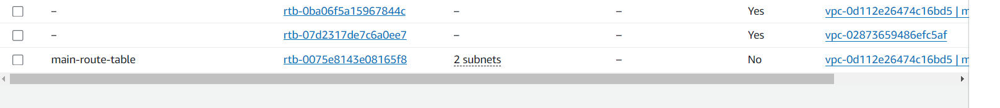 – rtb-0ba06f5a15967844c – – Yes vpc-0d112e26474c16bd5 | m
– rtb-07d2317de7c6a0ee7 – – Yes vpc-02873659486efc5af
main-route-table rtb-0075e8143e08165f8 2 subnets – No vpc-0d112e26474c16bd5 | m